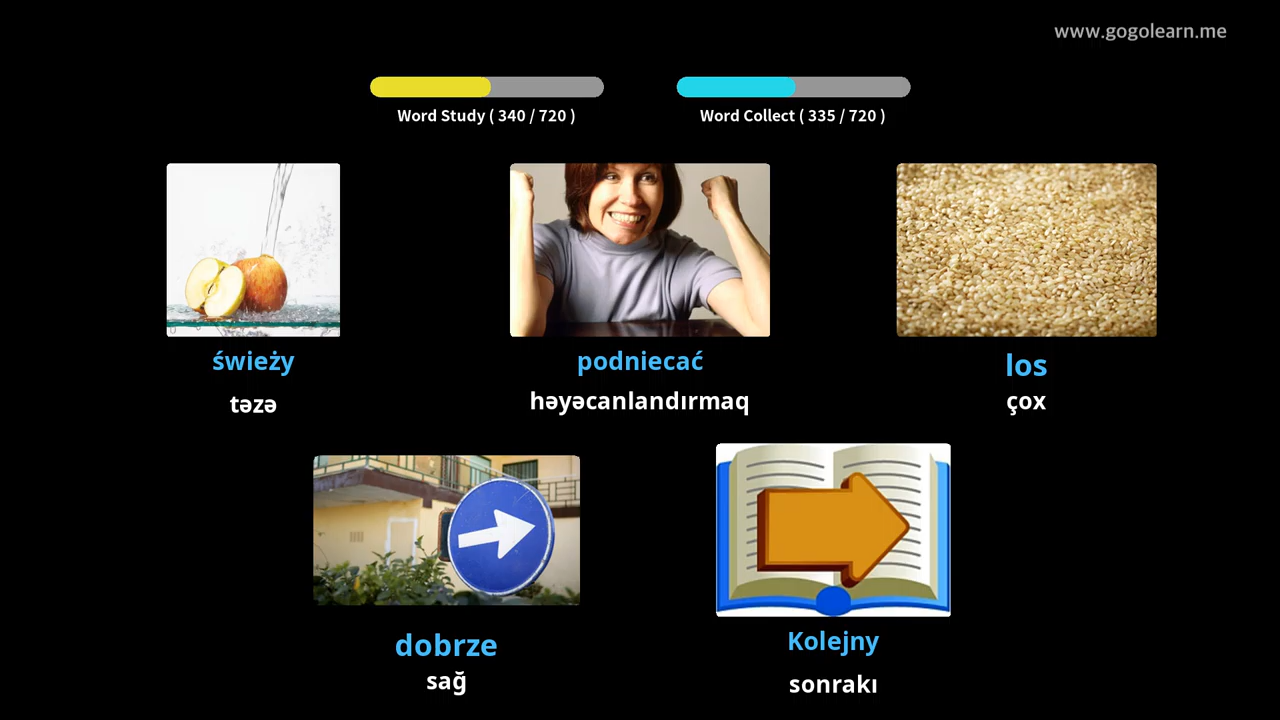 www.gogolearn.me
Word Study ( 340 / 720 )
Word Collect ( 335 / 720 )
świeży
təzə
podniecać
həyəcanlandırmaq
los
çox
dobrze
sağ
Kolejny
sonrakı